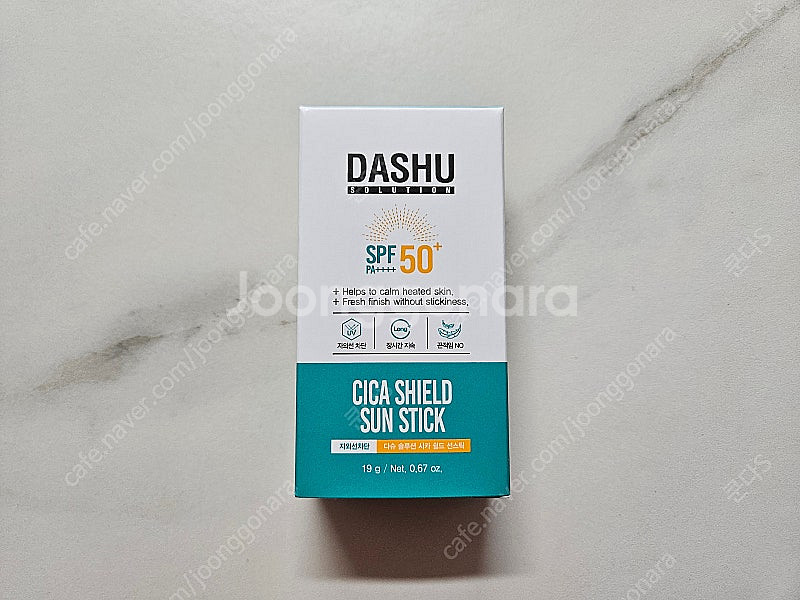 DASHU
SOLUTION
SPF 50+
PA++++
+ Helps to calm heated skin.
+ Fresh finish without stickiness.
UV
Long
자외선 차단
장시간 지속
끈적임 NO
CICA SHIELD
SUN STICK
자외선차단
다슈 솔루션 시카 쉴드 선스틱
19 g / Net. 0.67 oz.
Joonggonara
cafe.naver.com/joonggonara
cafe.naver.com/joonggonara
cafe.naver.com/joonggonara
cafe.naver.com/joonggonara